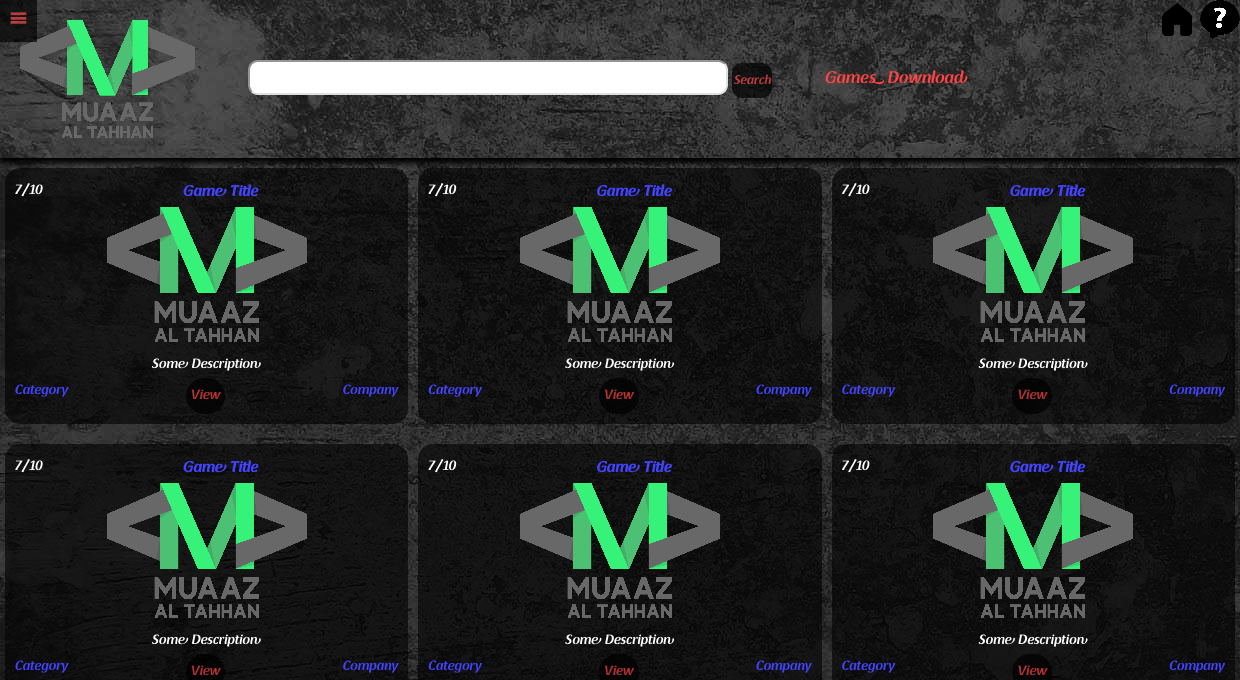 MUAAZ
AL TAHHAN
Search
Games Download
?
7/10 Game Title
MUAAZ
AL TAHHAN
Some Description
Category View Company
7/10 Game Title
MUAAZ
AL TAHHAN
Some Description
Category View Company
7/10 Game Title
MUAAZ
AL TAHHAN
Some Description
Category View Company
7/10 Game Title
MUAAZ
AL TAHHAN
Some Description
Category View Company
7/10 Game Title
MUAAZ
AL TAHHAN
Some Description
Category View Company
7/10 Game Title
MUAAZ
AL TAHHAN
Some Description
Category View Company